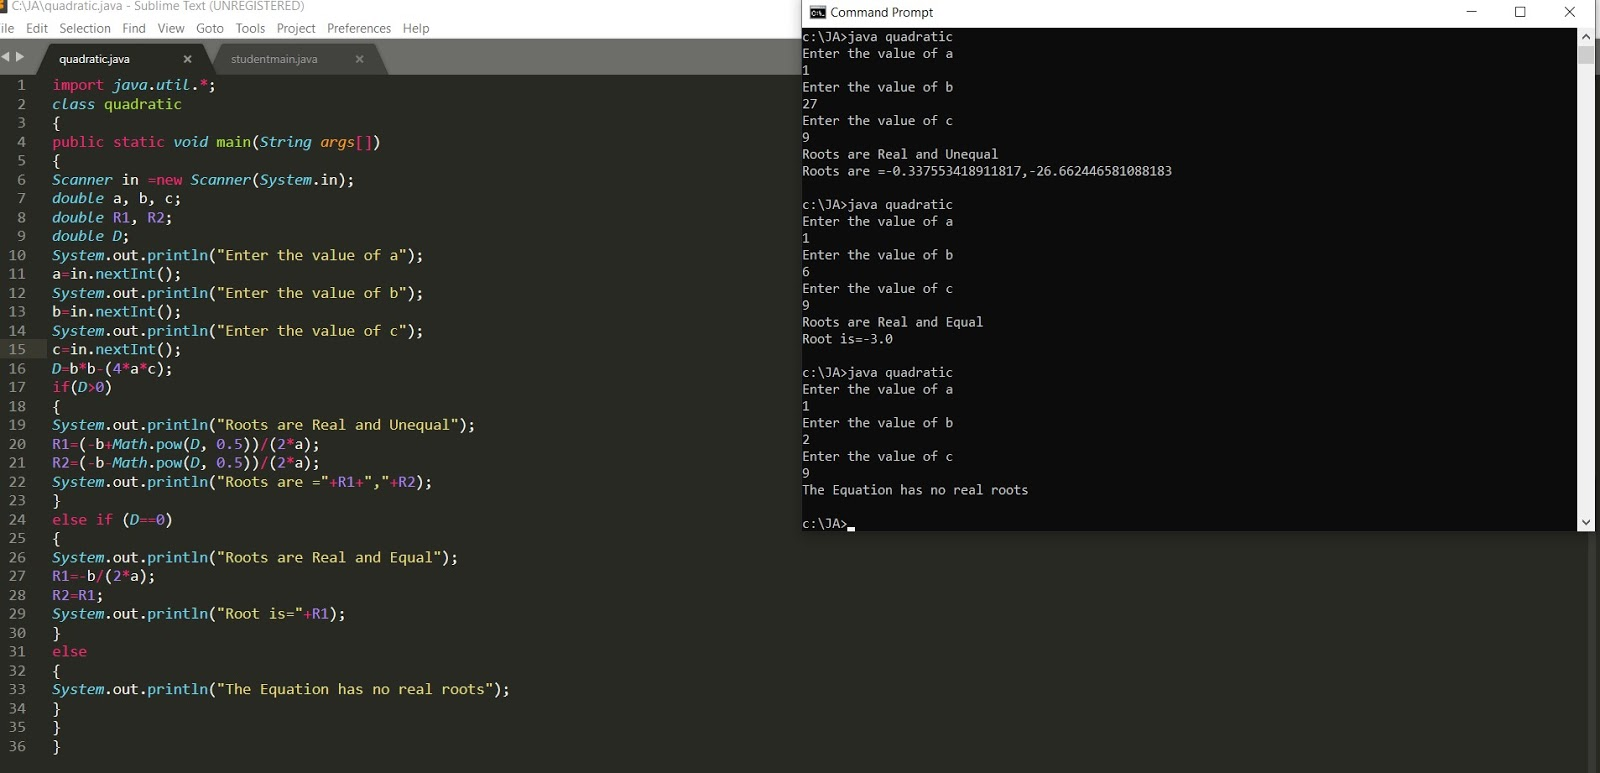 C:\JA\quadratic.java - Sublime Text (UNREGISTERED)
ile Edit Selection Find View Goto Tools Project Preferences Help
quadratic.java × studentmain.java ×
1 import java.util.*;
2 class quadratic
3 {
4 public static void main(String args[])
5 {
6 Scanner in =new Scanner(System.in);
7 double a, b, c;
8 double R1, R2;
9 double D;
10 System.out.println("Enter the value of a");
11 a=in.nextInt();
12 System.out.println("Enter the value of b");
13 b=in.nextInt();
14 System.out.println("Enter the value of c");
15 c=in.nextInt();
16 D=b*b-(4*a*c);
17 if(D>0)
18 {
19 System.out.println("Roots are Real and Unequal");
20 R1=(-b+Math.pow(D, 0.5))/(2*a);
21 R2=(-b-Math.pow(D, 0.5))/(2*a);
22 System.out.println("Roots are ="+R1+","+R2);
23 }
24 else if (D==0)
25 {
26 System.out.println("Roots are Real and Equal");
27 R1=-b/(2*a);
28 R2=R1;
29 System.out.println("Root is="+R1);
30 }
31 else
32 {
33 System.out.println("The Equation has no real roots");
34 }
35 }
36 }
Command Prompt
c:\JA>java quadratic
Enter the value of a
1
Enter the value of b
27
Enter the value of c
9
Roots are Real and Unequal
Roots are =-0.337553418911817,-26.662446581088183
c:\JA>java quadratic
Enter the value of a
1
Enter the value of b
6
Enter the value of c
9
Roots are Real and Equal
Root is=-3.0
c:\JA>java quadratic
Enter the value of a
1
Enter the value of b
2
Enter the value of c
9
The Equation has no real roots
c:\JA>